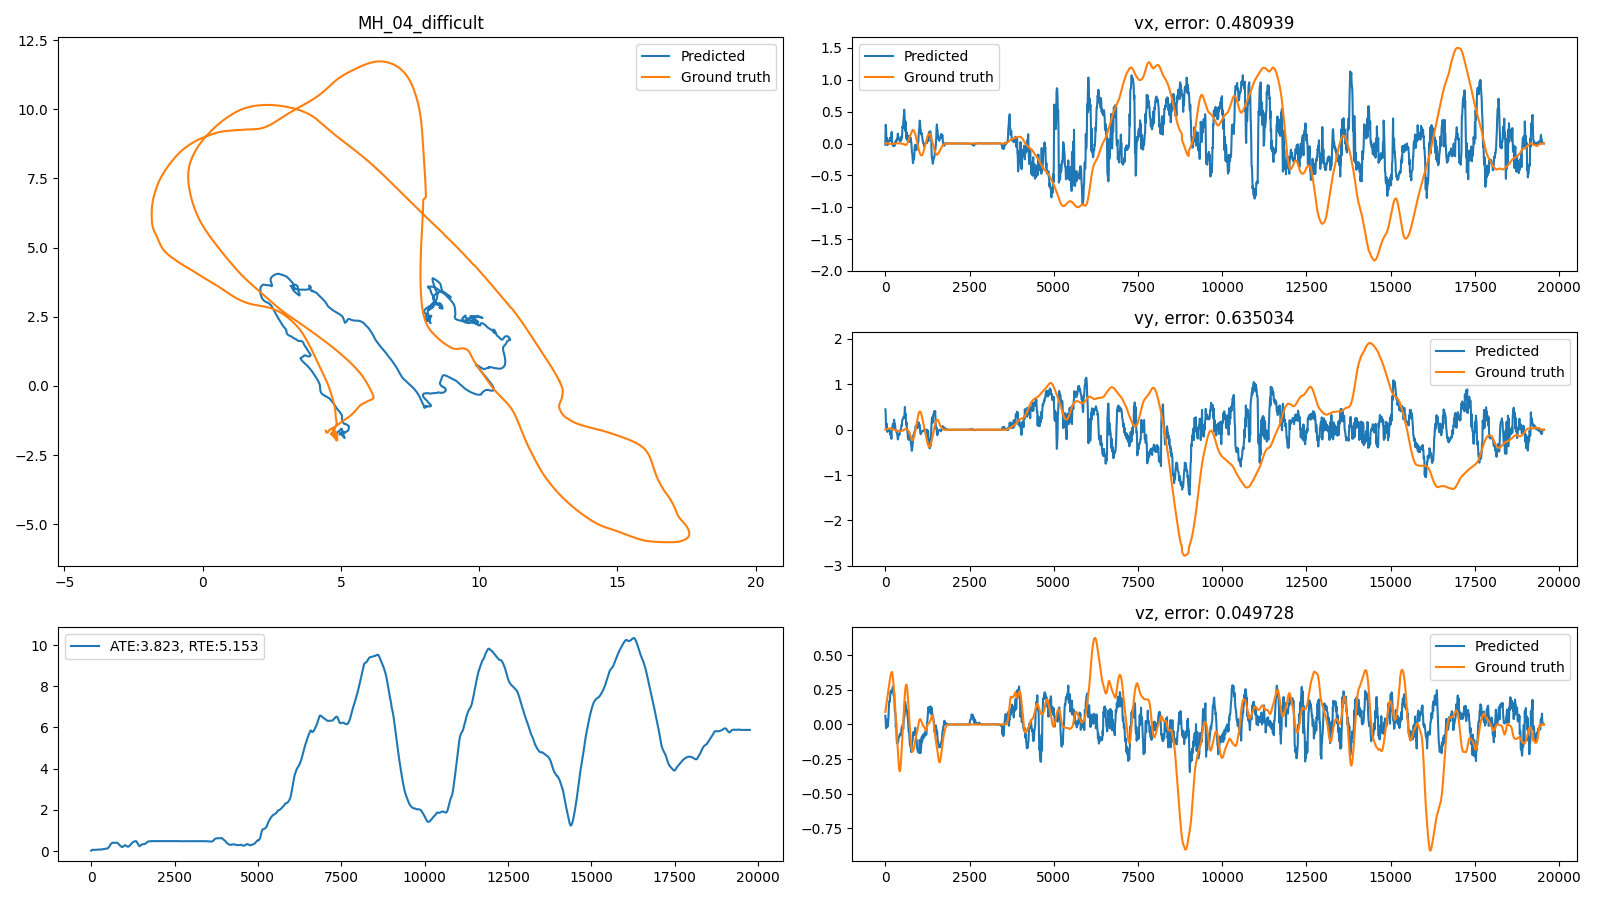 MH_04_difficult
12.5
10.0
7.5
5.0
2.5
0.0
−2.5
−5.0
−5 0 5 10 15 20
Predicted
Ground truth
vx, error: 0.480939
1.5
1.0
0.5
0.0
−0.5
−1.0
−1.5
−2.0
0 2500 5000 7500 10000 12500 15000 17500 20000
Predicted
Ground truth
vy, error: 0.635034
2
1
0
−1
−2
−3
0 2500 5000 7500 10000 12500 15000 17500 20000
Predicted
Ground truth
10
8
6
4
2
0
0 2500 5000 7500 10000 12500 15000 17500 20000
ATE:3.823, RTE:5.153
vz, error: 0.049728
0.50
0.25
0.00
−0.25
−0.50
−0.75
0 2500 5000 7500 10000 12500 15000 17500 20000
Predicted
Ground truth